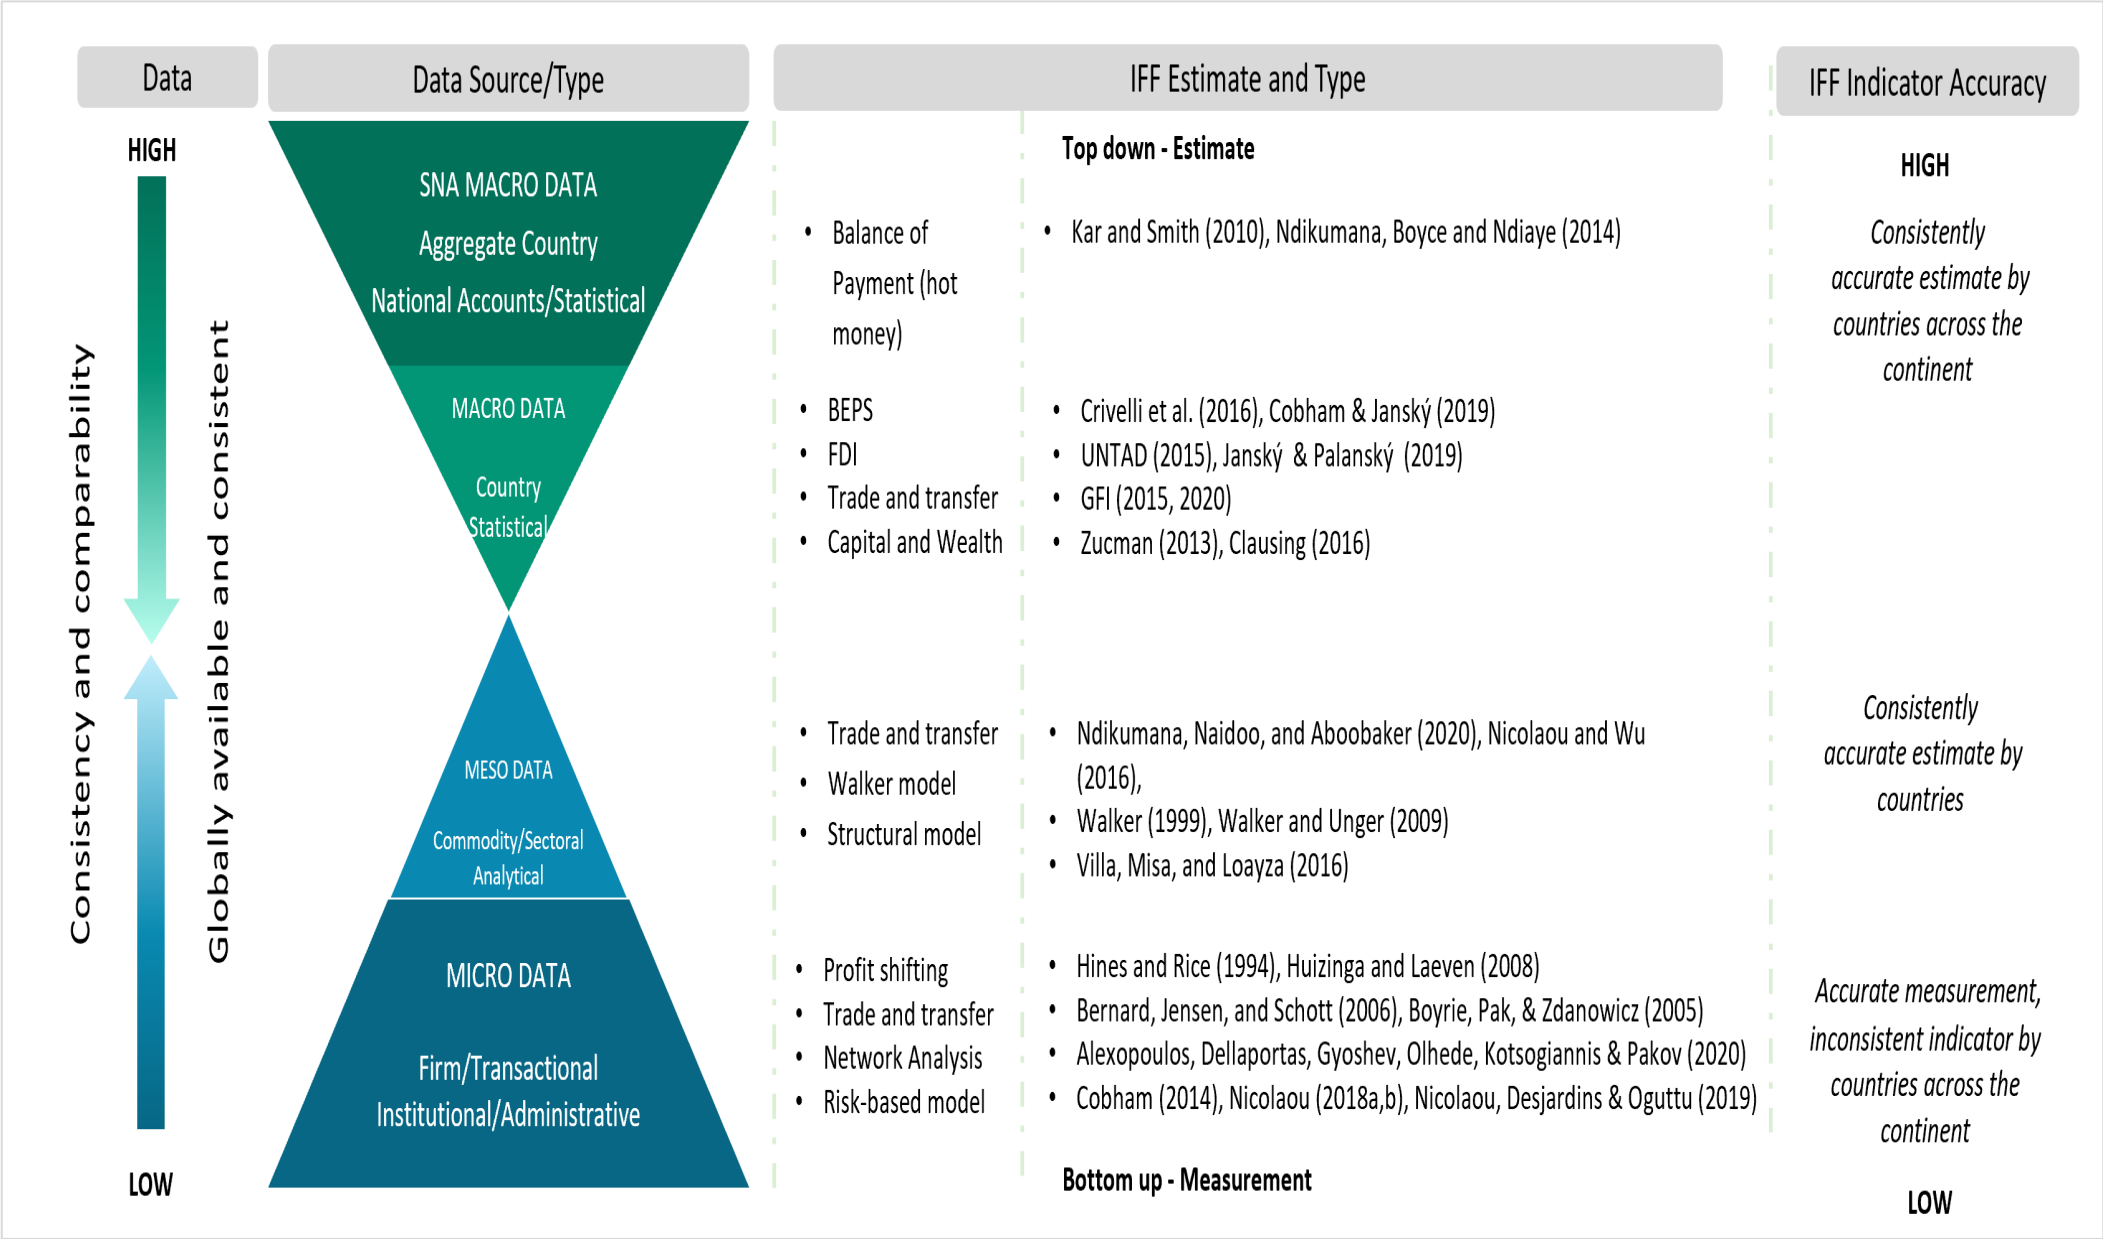 Data
Data Source/Type
IFF Estimate and Type
IFF Indicator Accuracy
HIGH
Consistency and comparability
Globally available and consistent
LOW
SNA MACRO DATA
Aggregate Country
National Accounts/Statistical
MACRO DATA
Country
Statistical
MESO DATA
Commodity/Sectoral
Analytical
MICRO DATA
Firm/Transactional
Institutional/Administrative
• Balance of
Payment (hot
money)
• BEPS
• FDI
• Trade and transfer
• Capital and Wealth
• Trade and transfer
• Walker model
• Structural model
• Profit shifting
• Trade and transfer
• Network Analysis
• Risk-based model
Top down - Estimate
• Kar and Smith (2010), Ndikumana, Boyce and Ndiaye (2014)
• Crivelli et al. (2016), Cobham & Janský (2019)
• UNTAD (2015), Janský & Palanský (2019)
• GFI (2015, 2020)
• Zucman (2013), Clausing (2016)
• Ndikumana, Naidoo, and Aboobaker (2020), Nicolaou and Wu
(2016),
• Walker (1999), Walker and Unger (2009)
• Villa, Misa, and Loayza (2016)
• Hines and Rice (1994), Huizinga and Laeven (2008)
• Bernard, Jensen, and Schott (2006), Boyrie, Pak, & Zdanowicz (2005)
• Alexopoulos, Dellaportas, Gyoshev, Olhede, Kotsogiannis & Pakov (2020)
• Cobham (2014), Nicolaou (2018a,b), Nicolaou, Desjardins & Oguttu (2019)
Bottom up - Measurement
HIGH
Consistently
accurate estimate by
countries across the
continent
Consistently
accurate estimate by
countries
Accurate measurement,
inconsistent indicator by
countries across the
continent
LOW